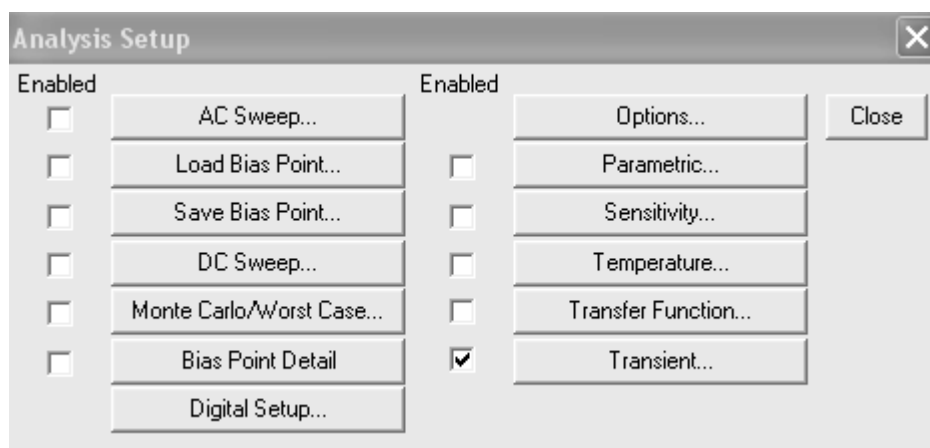 Analysis Setup
Enabled
AC Sweep...
Load Bias Point...
Save Bias Point...
DC Sweep...
Monte Carlo/Worst Case...
Bias Point Detail
Digital Setup...
Enabled
Options...
Parametric...
Sensitivity...
Temperature...
Transfer Function...
Transient...
Close